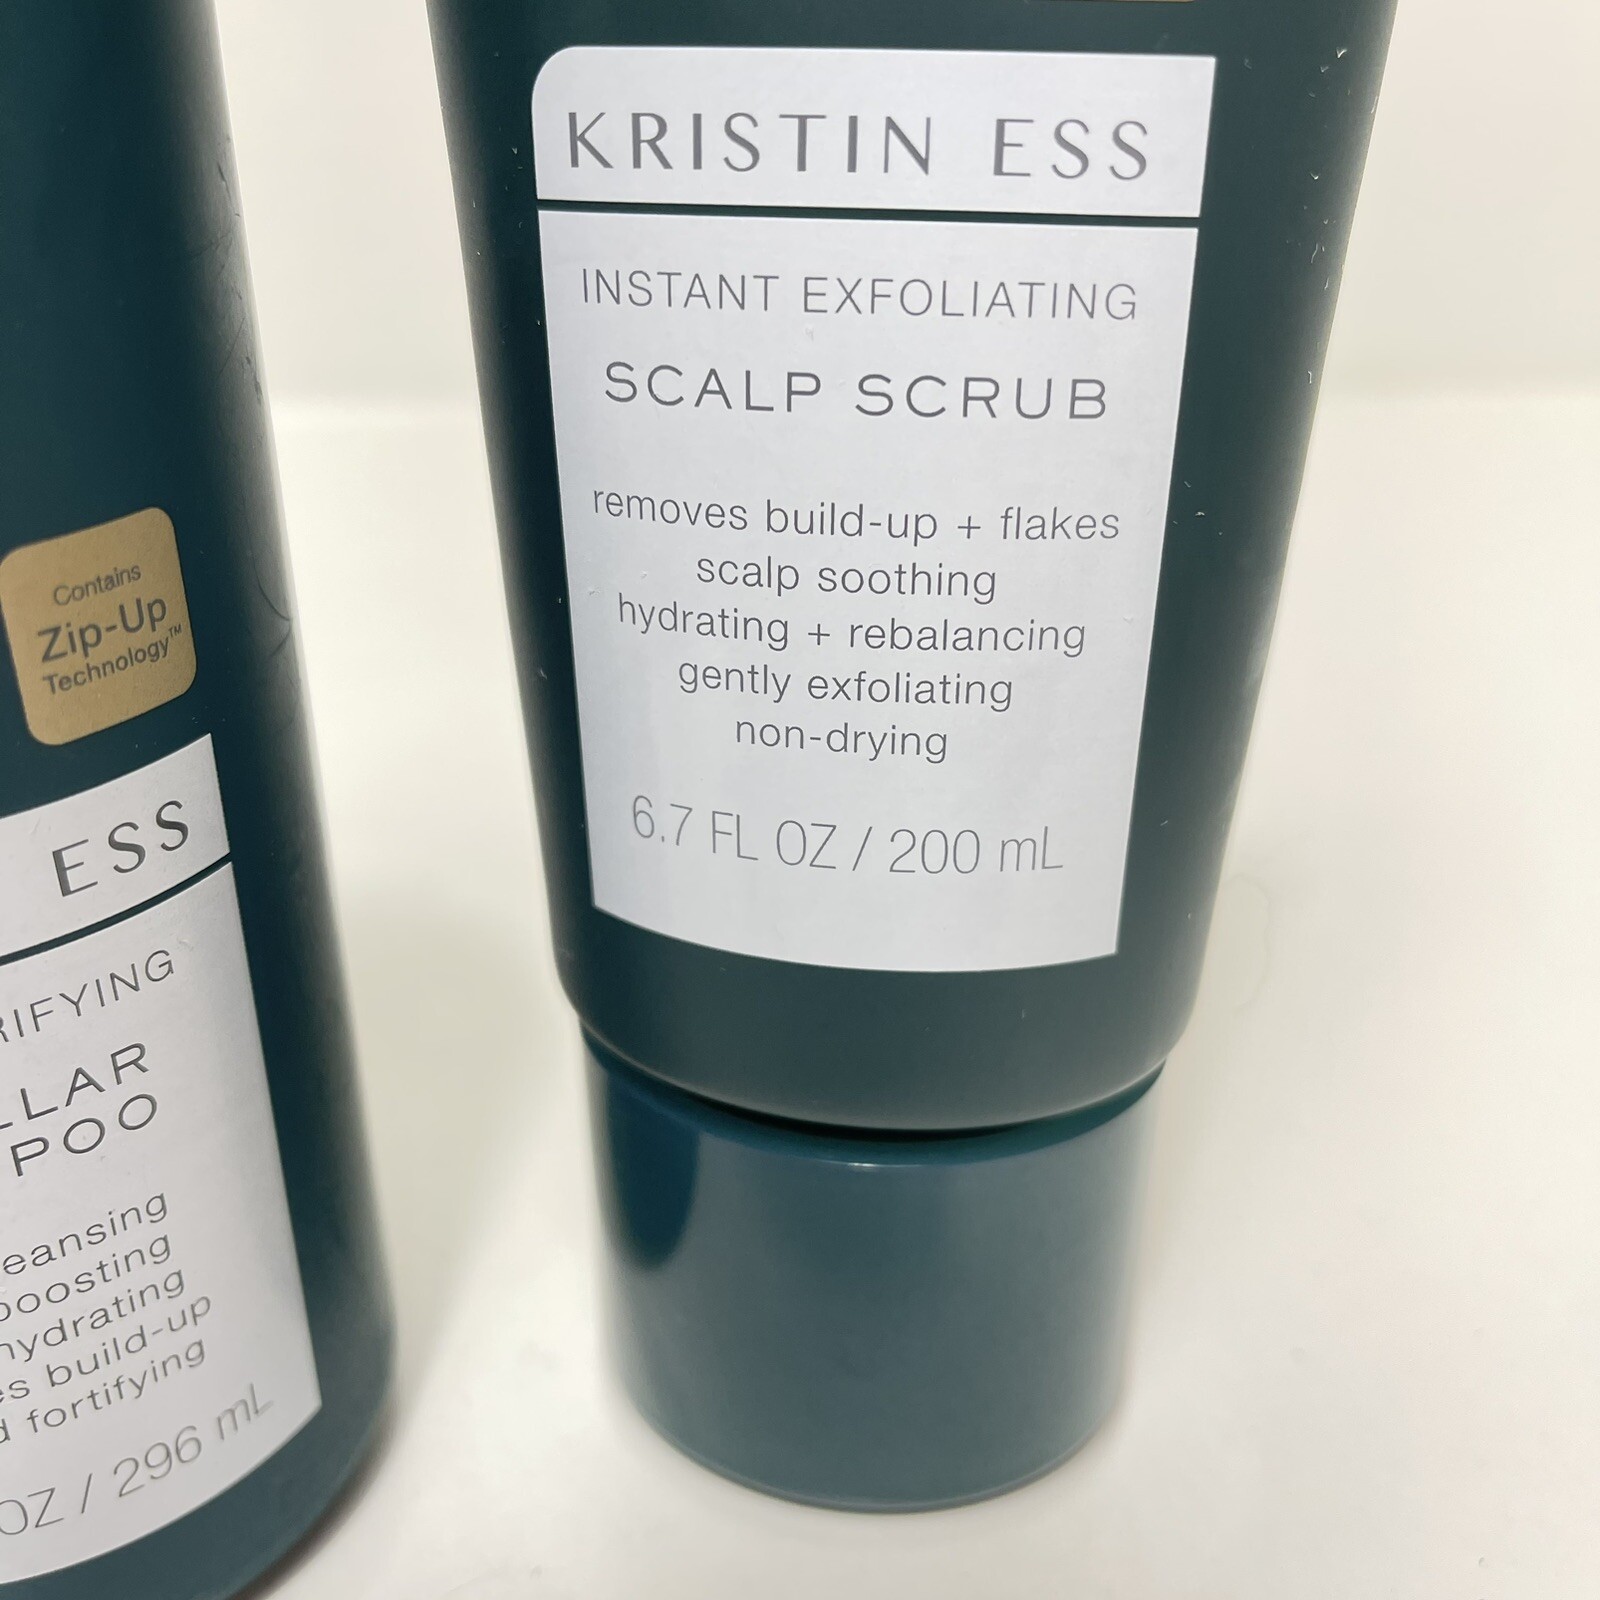 KRISTIN ESS
INSTANT EXFOLIATING
SCALP SCRUB
removes build-up + flakes
scalp soothing
hydrating + rebalancing
gently exfoliating
non-drying
6.7 FL OZ / 200 mL
Contains
Zip-Up
Technology™
ESS
RIFYING
LLAR
POO
eansing
boosting
hydrating
es build-up
d fortifying
OZ / 296 mL